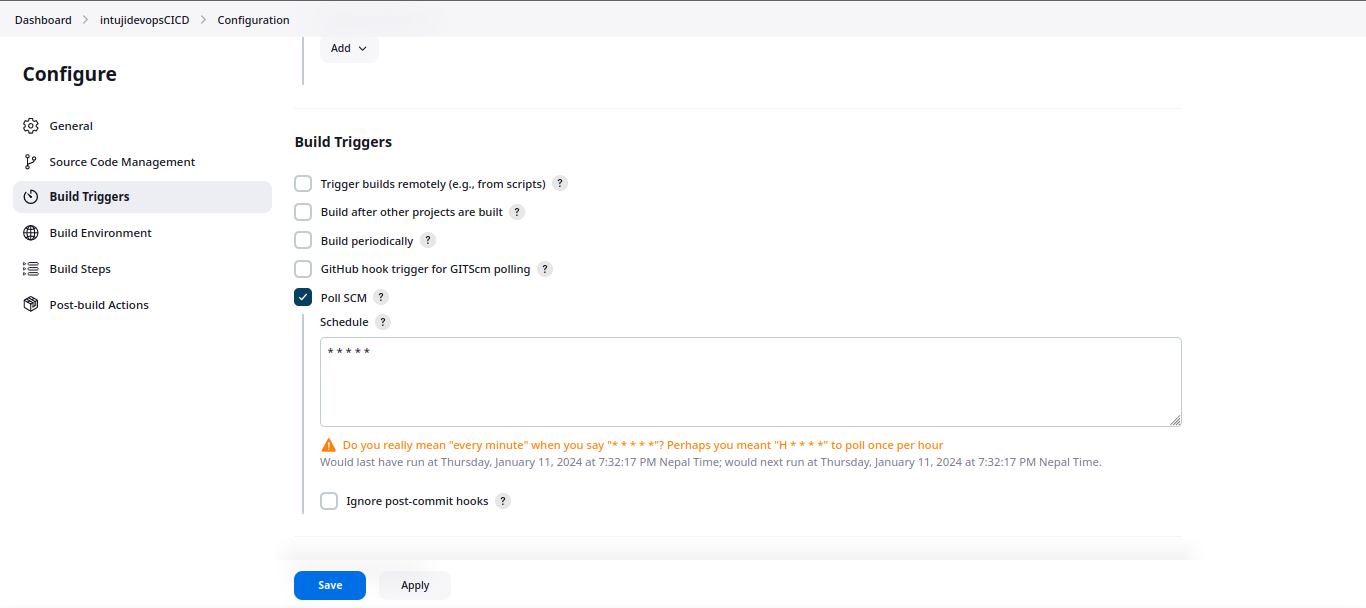 Dashboard > intujidevopsCICD > Configuration
Add
Configure
General
Source Code Management
Build Triggers
Build Environment
Build Steps
Post-build Actions
Build Triggers
Trigger builds remotely (e.g., from scripts) ?
Build after other projects are built ?
Build periodically ?
GitHub hook trigger for GITScm polling ?
Poll SCM ?
Schedule ?
* * * * *
Do you really mean "every minute" when you say "* * * * *"? Perhaps you meant "H * * * *" to poll once per hour
Would last have run at Thursday, January 11, 2024 at 7:32:17 PM Nepal Time; would next run at Thursday, January 11, 2024 at 7:32:17 PM Nepal Time.
Ignore post-commit hooks ?
Save
Apply